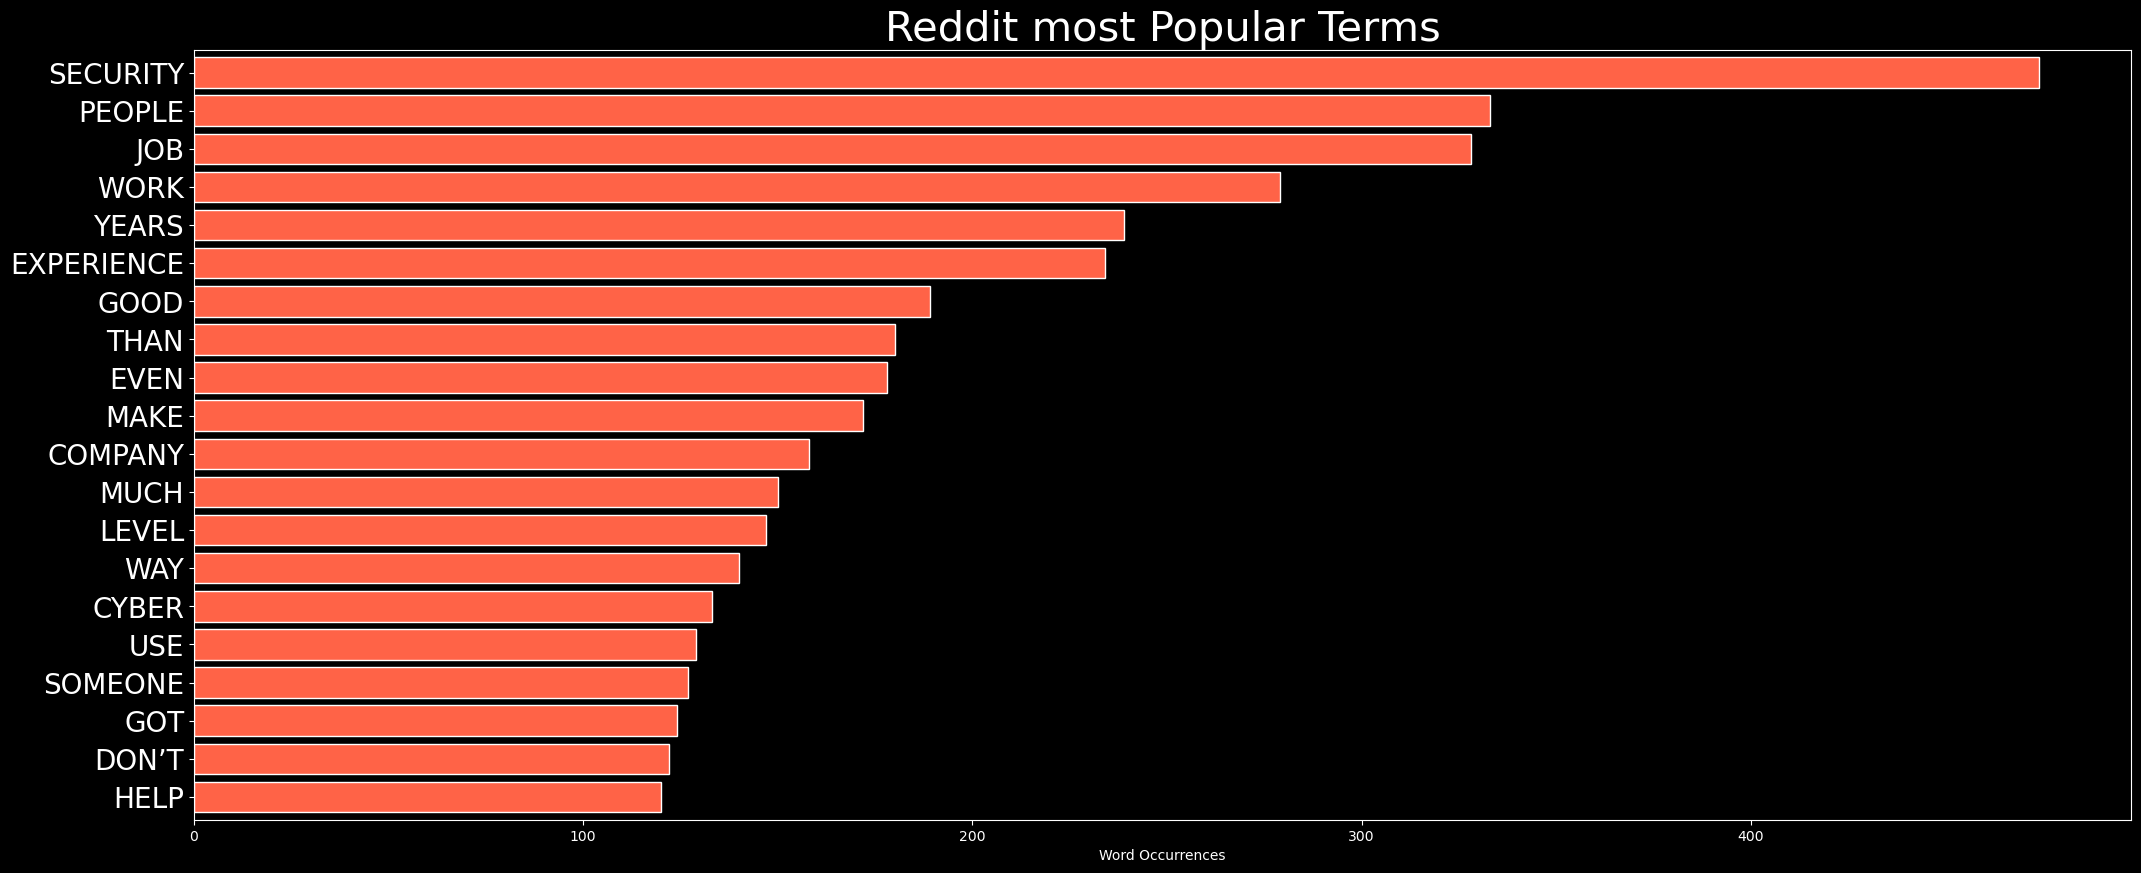 Reddit most Popular Terms
SECURITY
PEOPLE
JOB
WORK
YEARS
EXPERIENCE
GOOD
THAN
EVEN
MAKE
COMPANY
MUCH
LEVEL
WAY
CYBER
USE
SOMEONE
GOT
DON’T
HELP
0 100 200 300 400
Word Occurrences